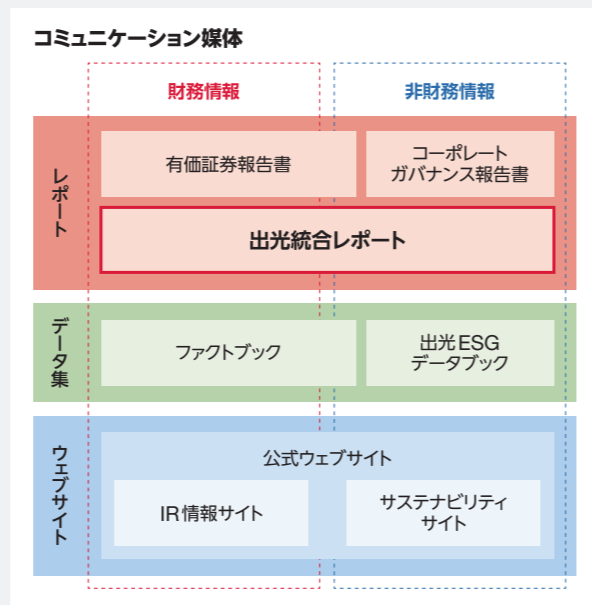 コミュニケーション媒体
財務情報
非財務情報
レポート
有価証券報告書
コーポレート
ガバナンス報告書
出光統合レポート
データ集
ファクトブック
出光ESG
データブック
ウェブサイト
公式ウェブサイト
IR情報サイト
サステナビリティ
サイト